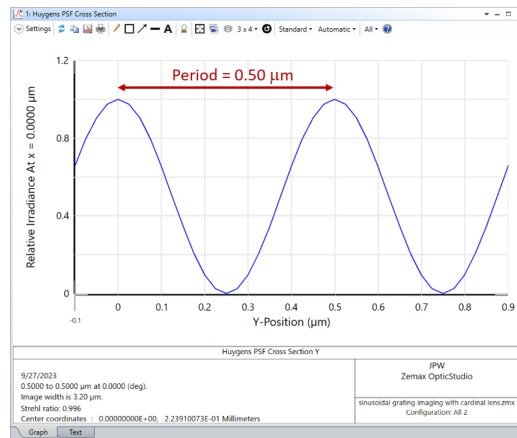 1: Huygens PSF Cross Section
Settings
A
3 x 4
Standard
Automatic
All
Period = 0.50 μm
Relative Irradiance At x = 0.0000 μm
1.2
0.8
0.4
0
-0.1
0
0.1
0.2
0.3
0.4
0.5
0.6
0.7
0.8
0.9
Y-Position (μm)
Huygens PSF Cross Section Y
9/27/2023
0.5000 to 0.5000 μm at 0.0000 (deg).
Image width is 3.20 μm.
Strehl ratio: 0.996
Center coordinates : 0.00000000E+00, 2.23910073E-01 Millimeters
JPW
Zemax OpticStudio
sinusoidal grating imaging with cardinal lens.zmx
Configuration: All 2
Graph
Text